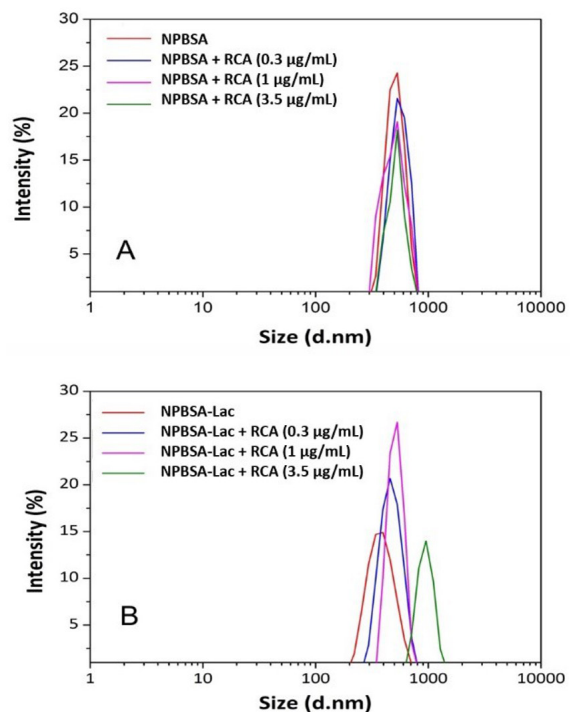 30
25
20
15
10
5
Intensity (%)
NPBSA
NPBSA + RCA (0.3 µg/mL)
NPBSA + RCA (1 µg/mL)
NPBSA + RCA (3.5 µg/mL)
A
1 10 100 1000 10000
Size (d.nm)
30
25
20
15
10
5
Intensity (%)
NPBSA-Lac
NPBSA-Lac + RCA (0.3 µg/mL)
NPBSA-Lac + RCA (1 µg/mL)
NPBSA-Lac + RCA (3.5 µg/mL)
B
1 10 100 1000 10000
Size (d.nm)